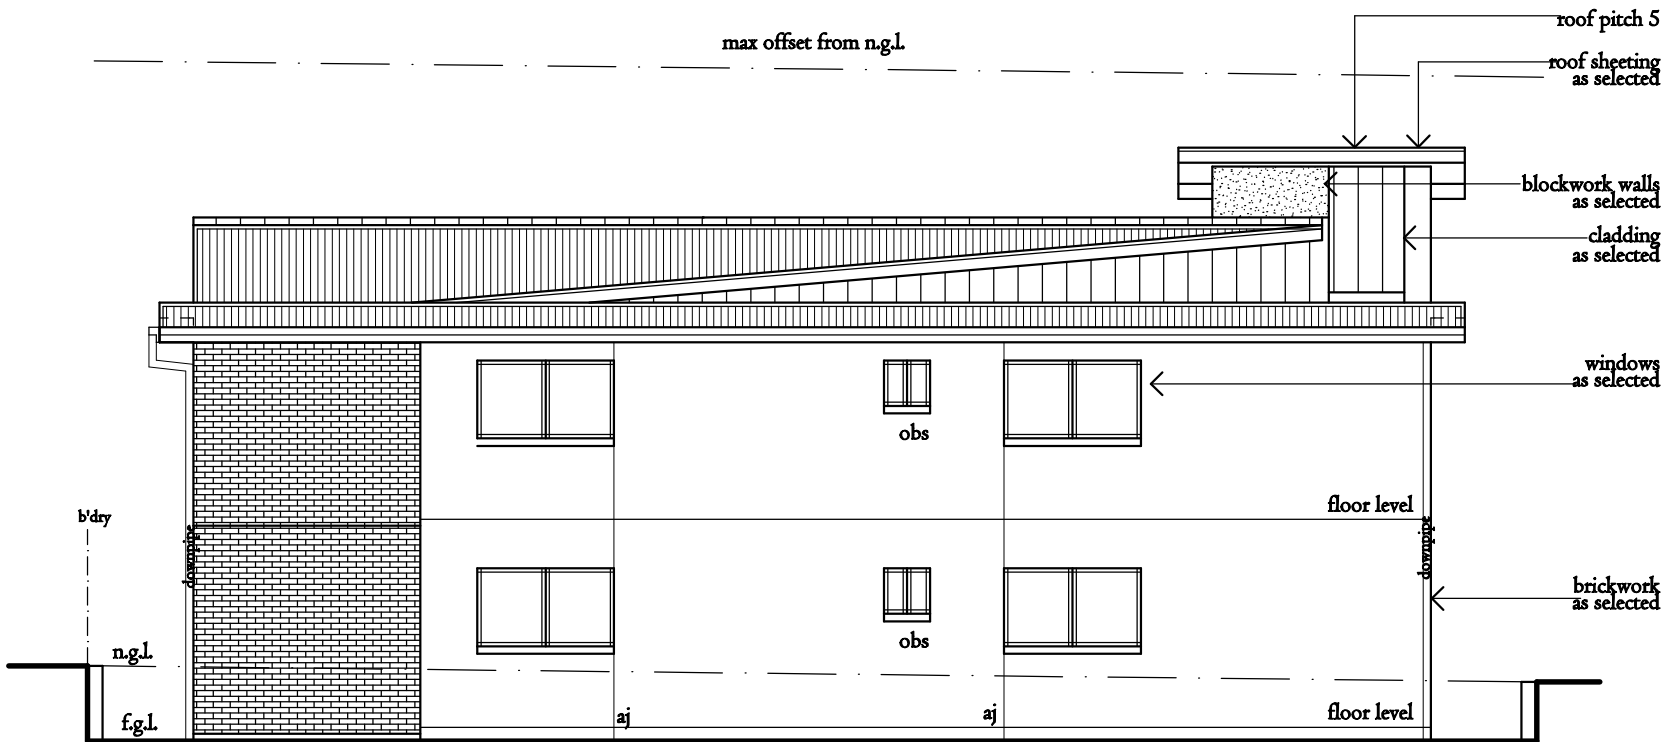 roof pitch 5
max offset from n.g.l.
roof sheeting
as selected
blockwork walls
as selected
cladding
as selected
windows
as selected
obs
floor level
b'dry
downpipe
downpipe
brickwork
as selected
obs
n.g.l.
f.g.l.
aj
aj
floor level